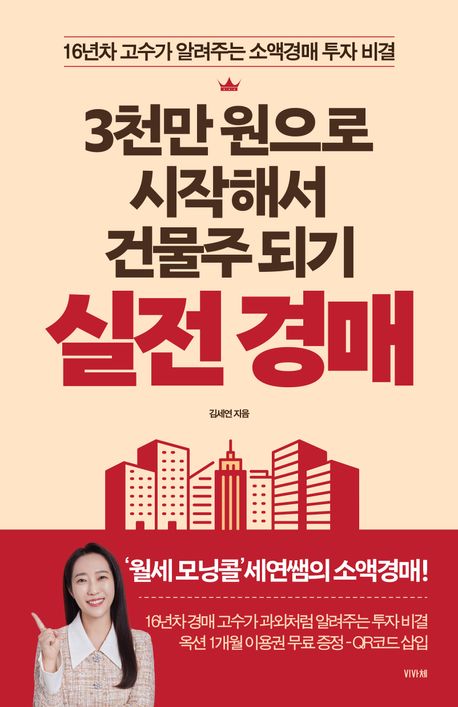 16년차 고수가 알려주는 소액경매 투자 비결
3천만 원으로
시작해서
건물주 되기
실전 경매
김세연 지음
‘월세 모닝콜’ 세연쌤의 소액경매!
16년차 경매 고수가 과외처럼 알려주는 투자 비결
옥션 1개월 이용권 무료 증정 - QR코드 삽입
VIVI체